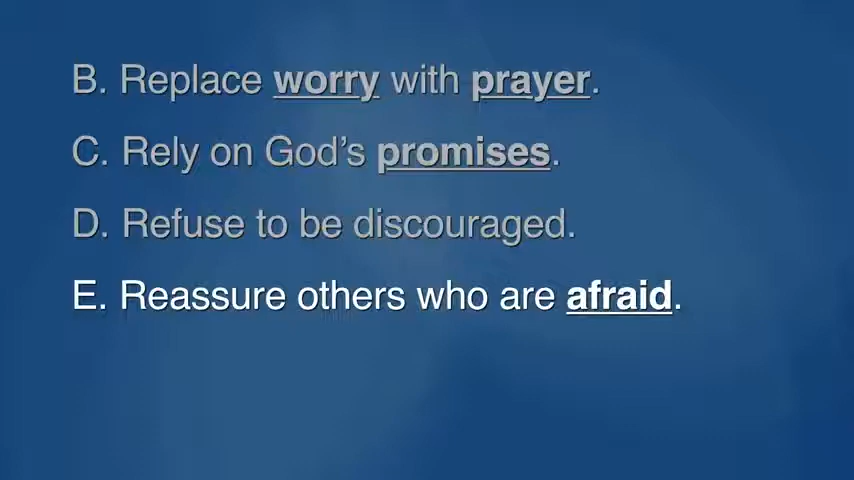 B. Replace worry with prayer.
C. Rely on God’s promises.
D. Refuse to be discouraged.
E. Reassure others who are afraid.